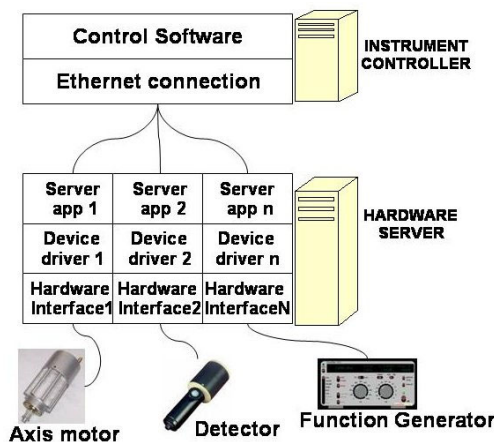 Control Software
Ethernet connection
INSTRUMENT
CONTROLLER
Server
app 1
Server
app 2
Server
app n
Device
driver 1
Device
driver 2
Device
driver n
Hardware
Interface1
Hardware
Interface2
Hardware
InterfaceN
HARDWARE
SERVER
Axis motor
Detector
Function Generator